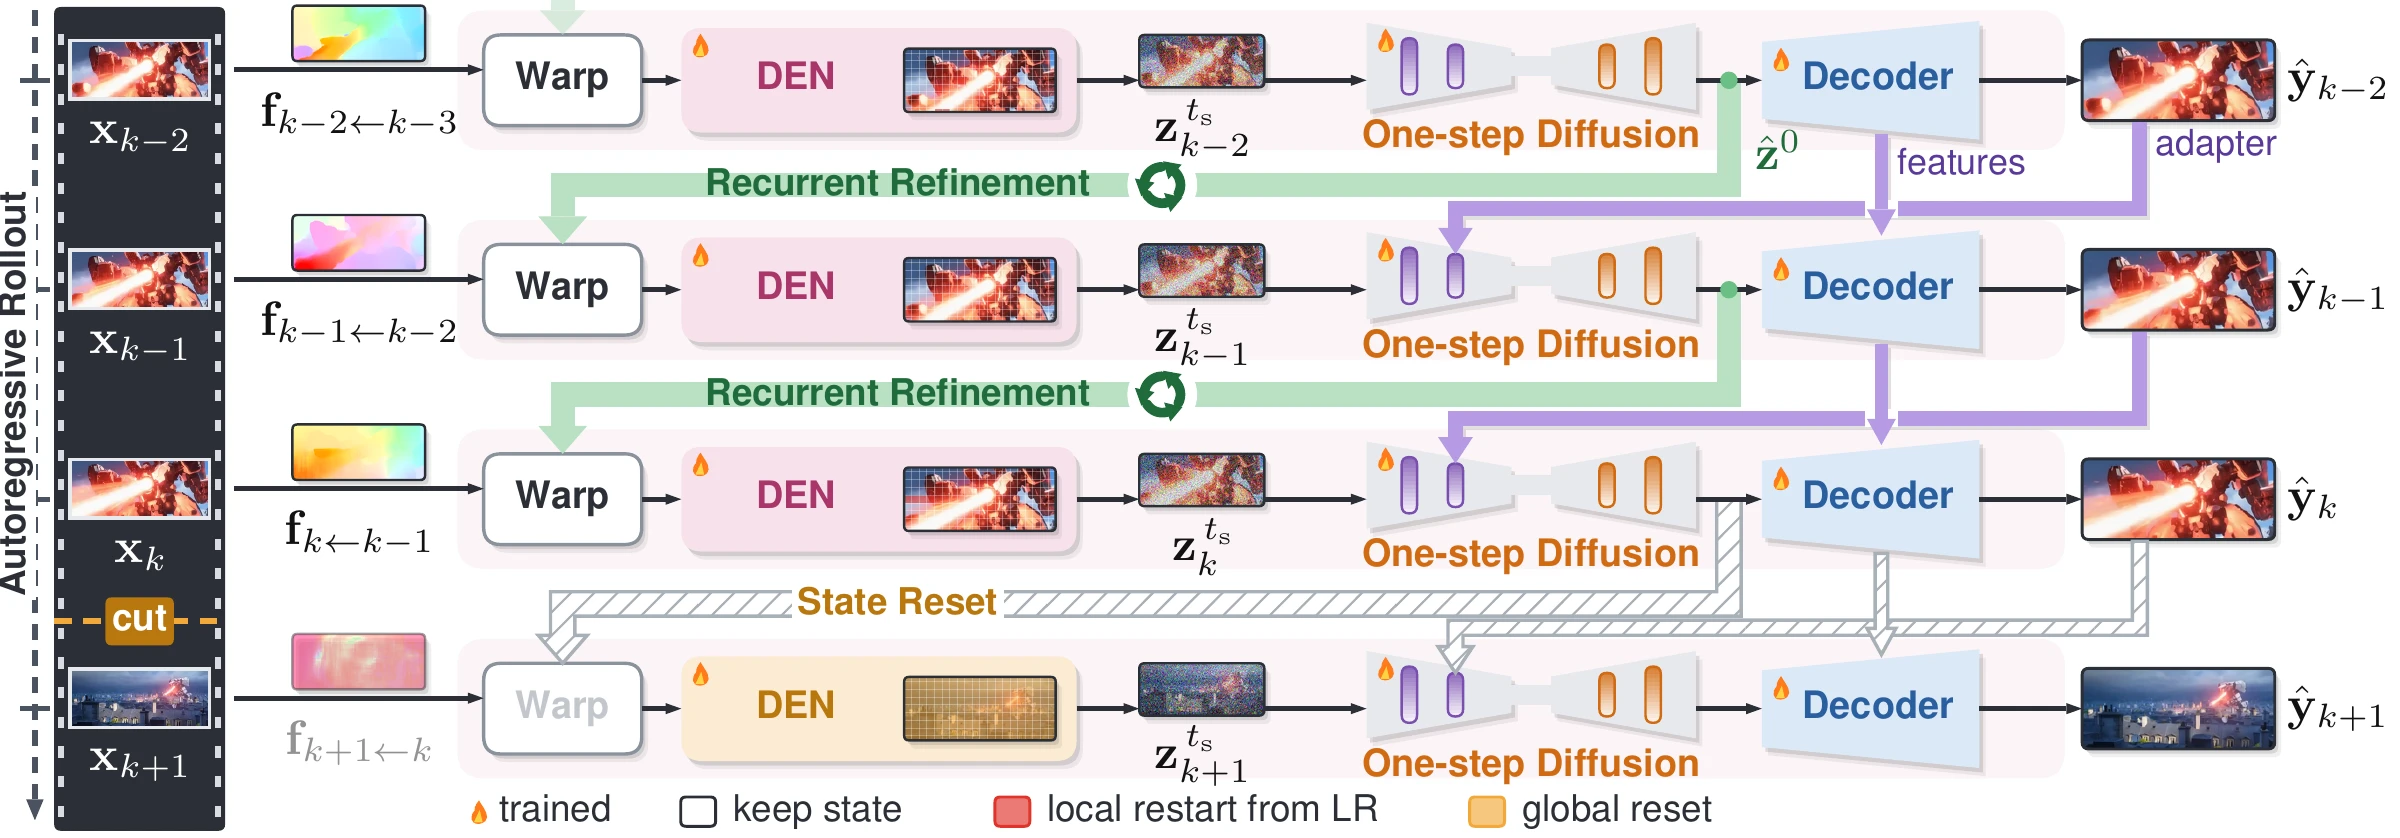 Autoregressive Rollout
x_{k−2}
f_{k−2←k−3}
Warp
DEN
z_{k−2}^{t_s}
One-step Diffusion
ẑ^0
Decoder
features
ŷ_{k−2}
adapter
Recurrent Refinement
x_{k−1}
f_{k−1←k−2}
Warp
DEN
z_{k−1}^{t_s}
One-step Diffusion
Decoder
ŷ_{k−1}
Recurrent Refinement
x_k
f_{k←k−1}
Warp
DEN
z_k^{t_s}
One-step Diffusion
Decoder
ŷ_k
cut
State Reset
x_{k+1}
f_{k+1←k}
Warp
DEN
z_{k+1}^{t_s}
One-step Diffusion
Decoder
ŷ_{k+1}
trained
keep state
local restart from LR
global reset